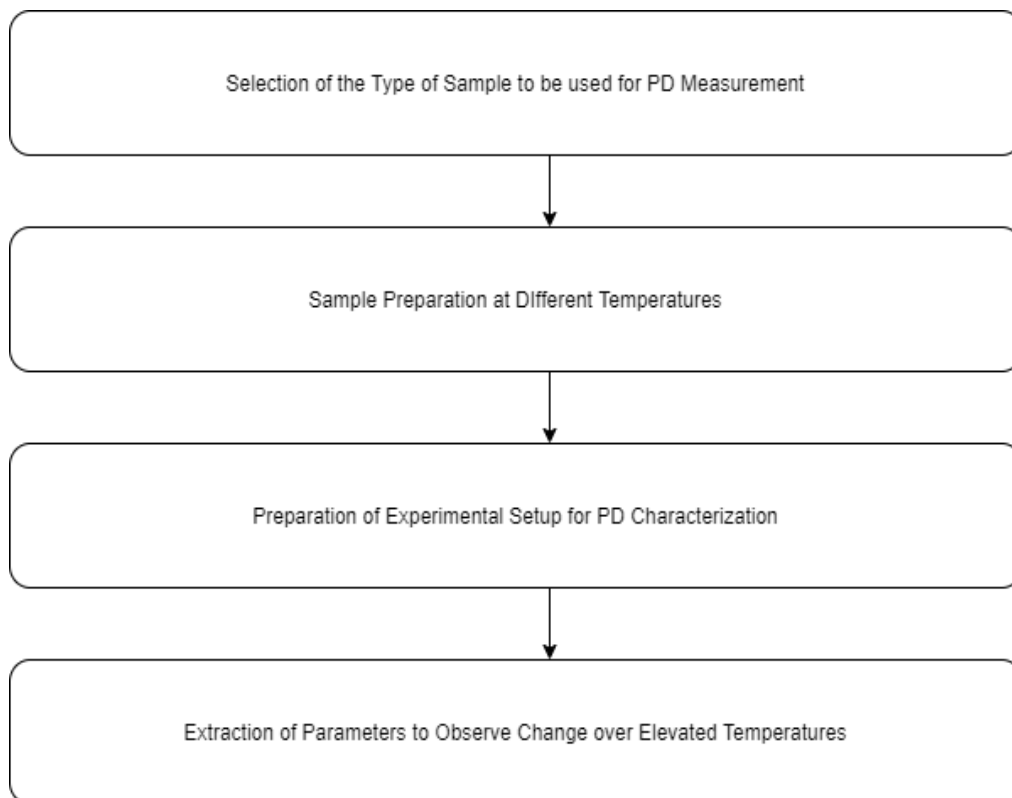 Selection of the Type of Sample to be used for PD Measurement
Sample Preparation at DIfferent Temperatures
Preparation of Experimental Setup for PD Characterization
Extraction of Parameters to Observe Change over Elevated Temperatures